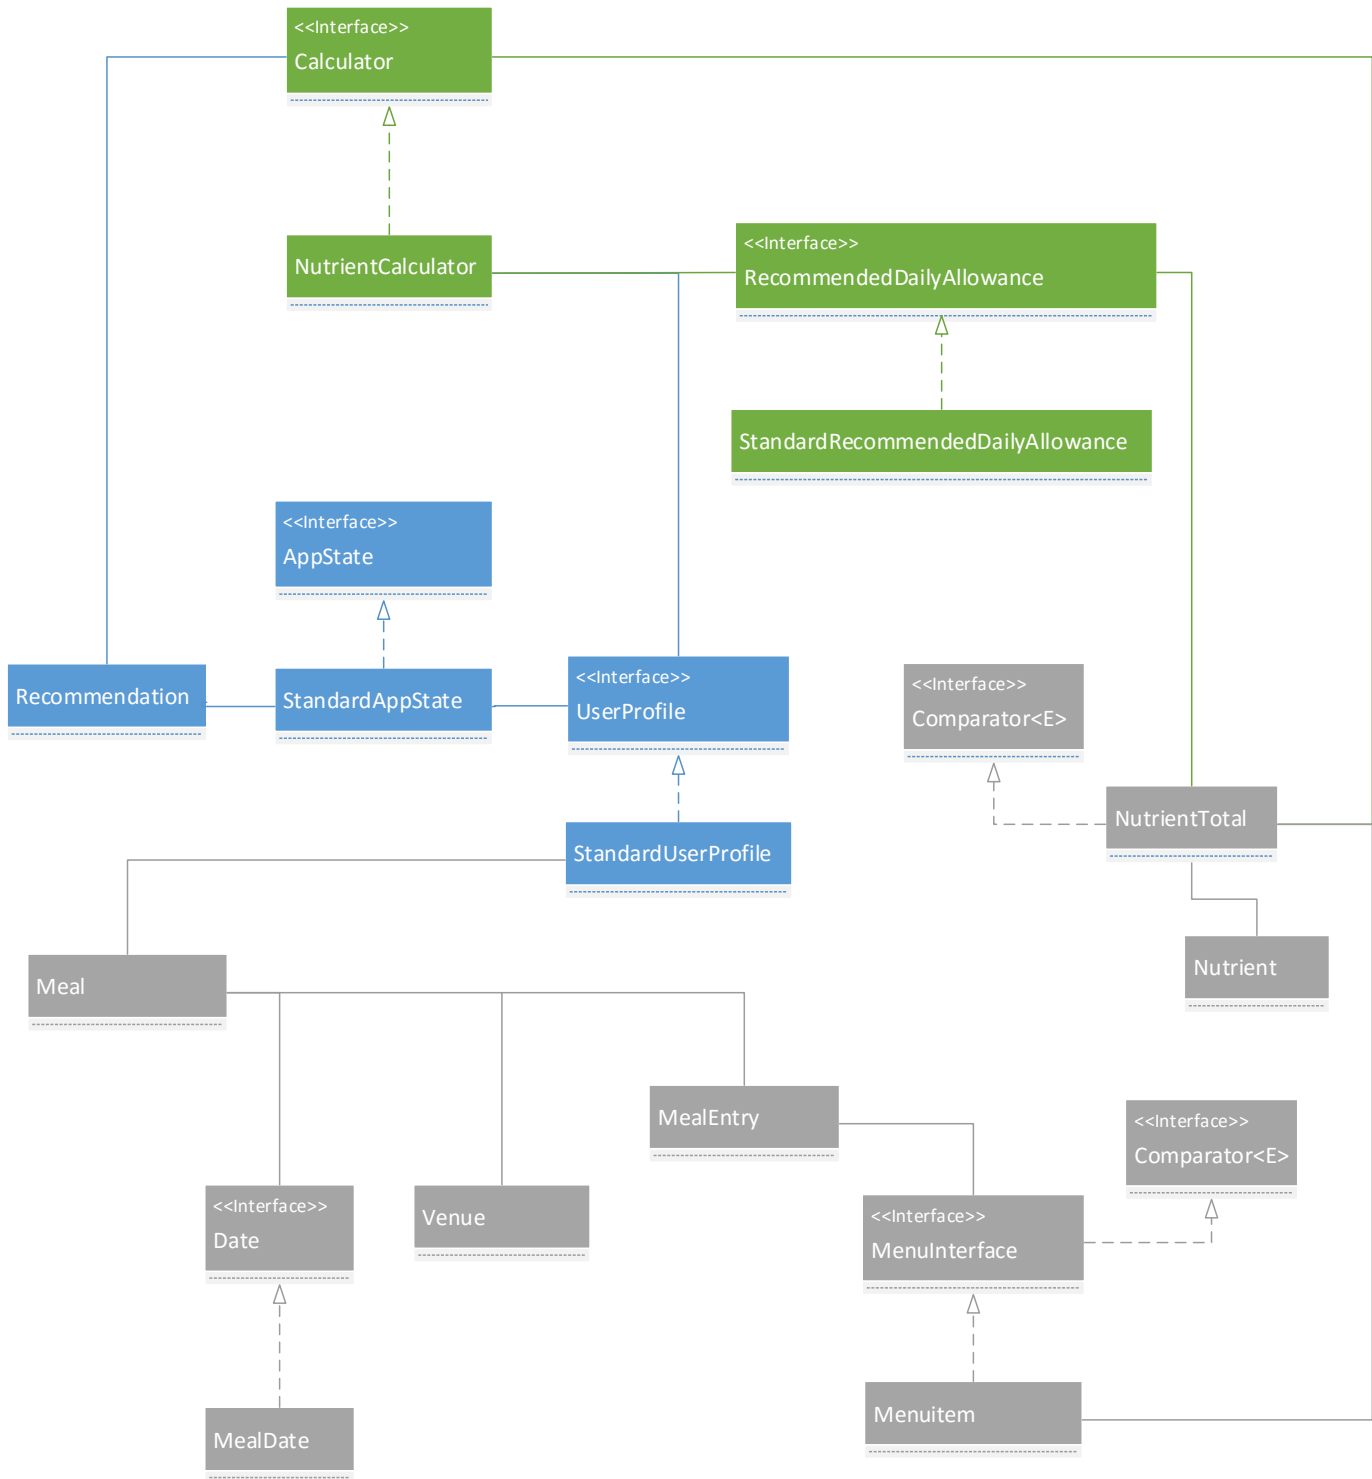 <<Interface>>
Calculator
NutrientCalculator
<<Interface>>
RecommendedDailyAllowance
StandardRecommendedDailyAllowance
<<Interface>>
AppState
Recommendation
StandardAppState
<<Interface>>
UserProfile
<<Interface>>
Comparator<E>
NutrientTotal
StandardUserProfile
Nutrient
Meal
MealEntry
<<Interface>>
Comparator<E>
<<Interface>>
Date
Venue
<<Interface>>
MenuInterface
Menuitem
MealDate